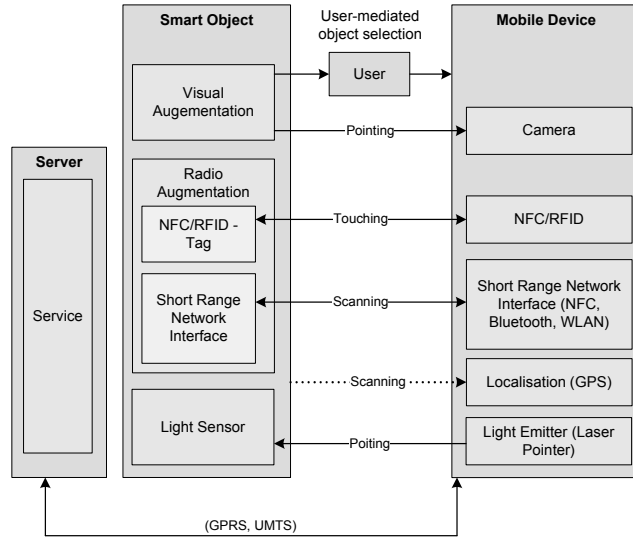 Smart Object
User-mediated
object selection
Mobile Device
User
Visual
Augementation
Pointing
Camera
Server
Service
Radio
Augmentation
NFC/RFID -
Tag
Touching
NFC/RFID
Short Range
Network
Interface
Scanning
Short Range Network
Interface (NFC,
Bluetooth, WLAN)
Scanning
Localisation (GPS)
Light Sensor
Poiting
Light Emitter (Laser
Pointer)
(GPRS, UMTS)